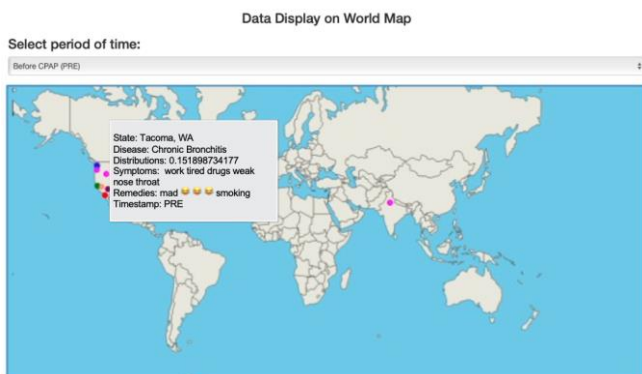 Data Display on World Map
Select period of time:
Before CPAP (PRE)
State: Tacoma, WA
Disease: Chronic Bronchitis
Distributions: 0.151898734177
Symptoms: work tired drugs weak
nose throat
Remedies: mad 😹 😹 😹 smoking
Timestamp: PRE